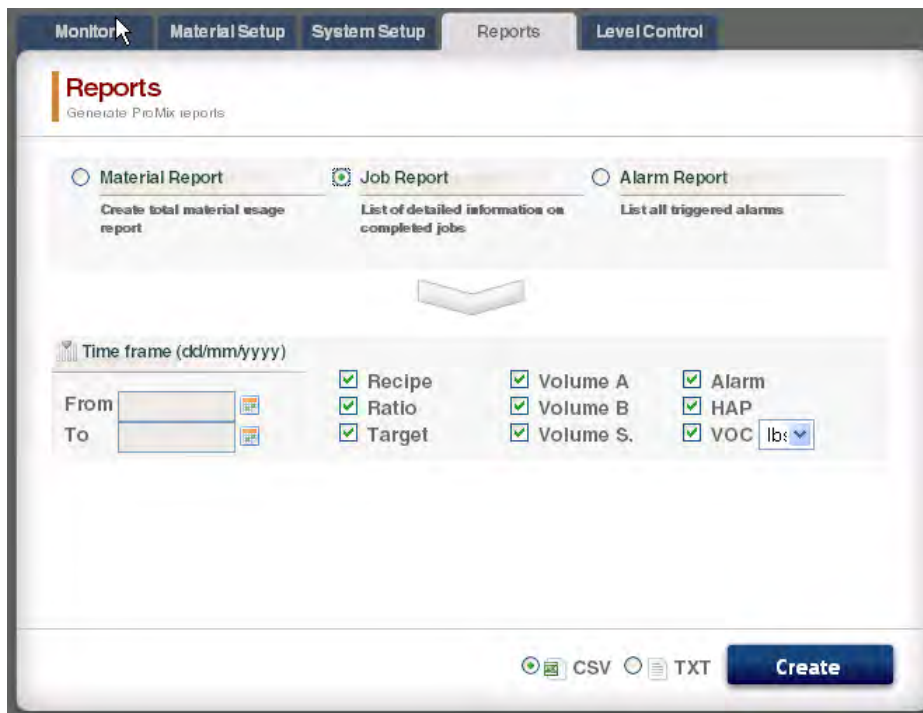 Monitor Material Setup System Setup Reports Level Control
Reports
Generate ProMix reports
Material Report Job Report Alarm Report
Create total material usage report
List of detailed information on completed jobs
List all triggered alarms
Time frame (dd/mm/yyyy)
From
To
Recipe Volume A Alarm
Ratio Volume B HAP
Target Volume S. VOC lbs
CSV TXT Create